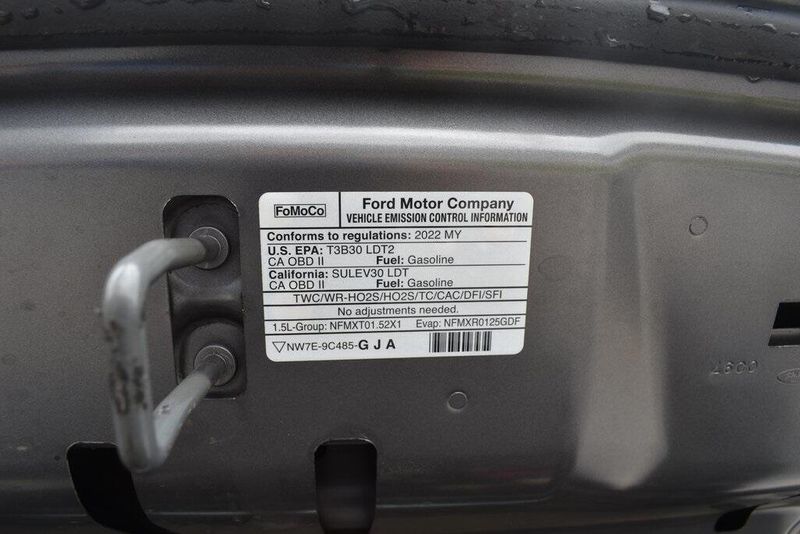 FoMoCo
Ford Motor Company
VEHICLE EMISSION CONTROL INFORMATION
Conforms to regulations: 2022 MY
U.S. EPA: T3B30 LDT2
CA OBD II Fuel: Gasoline
California: SULEV30 LDT
CA OBD II Fuel: Gasoline
TWC/WR-HO2S/HO2S/TC/CAC/DFI/SFI
No adjustments needed.
1.5L-Group: NFMXT01.52X1 Evap: NFMXR0125GDF
NW7E-9C485-G J A